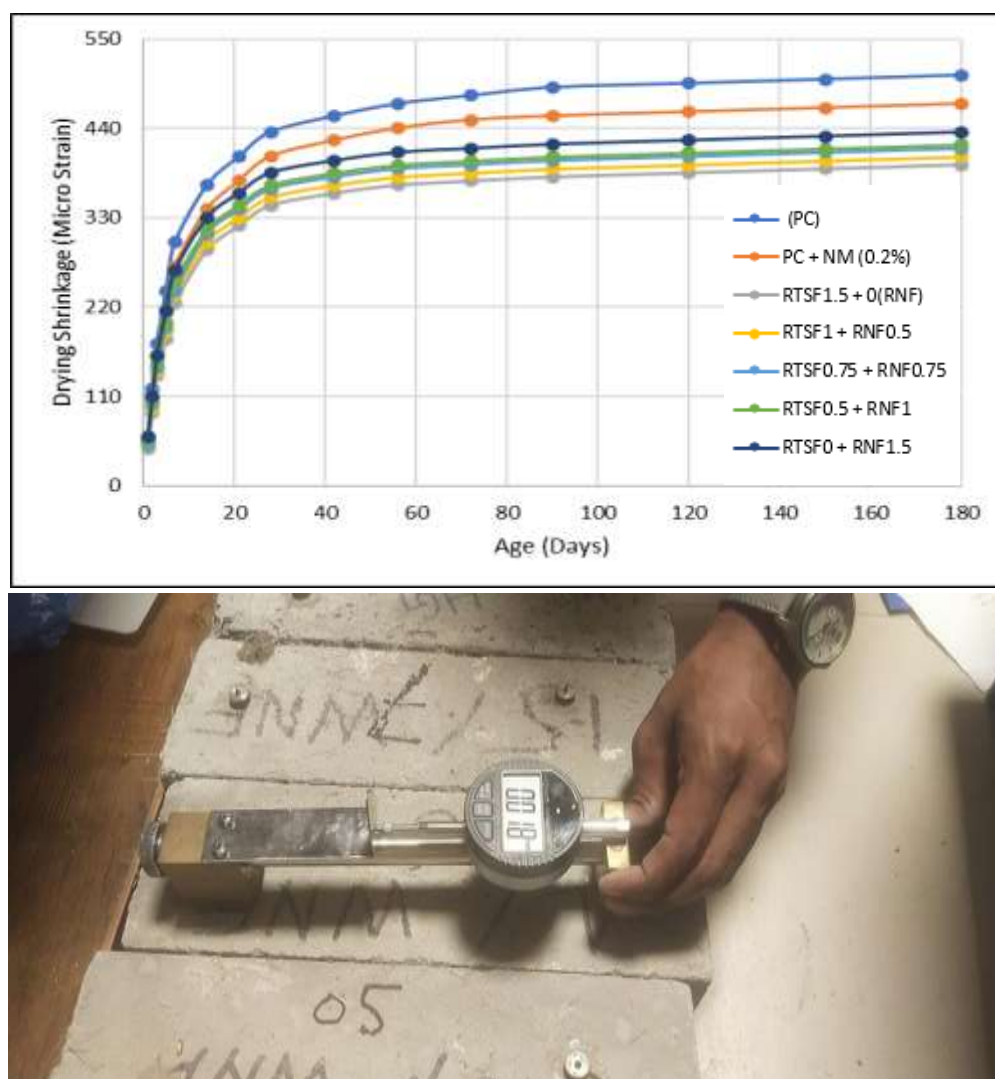 550
440
330
220
110
0
Drying Shrinkage (Micro Strain)
0 20 40 60 80 100 120 140 160 180
Age (Days)
(PC)
PC + NM (0.2%)
RTSF1.5 + 0(RNF)
RTSF1 + RNF0.5
RTSF0.75 + RNF0.75
RTSF0.5 + RNF1
RTSF0 + RNF1.5
05